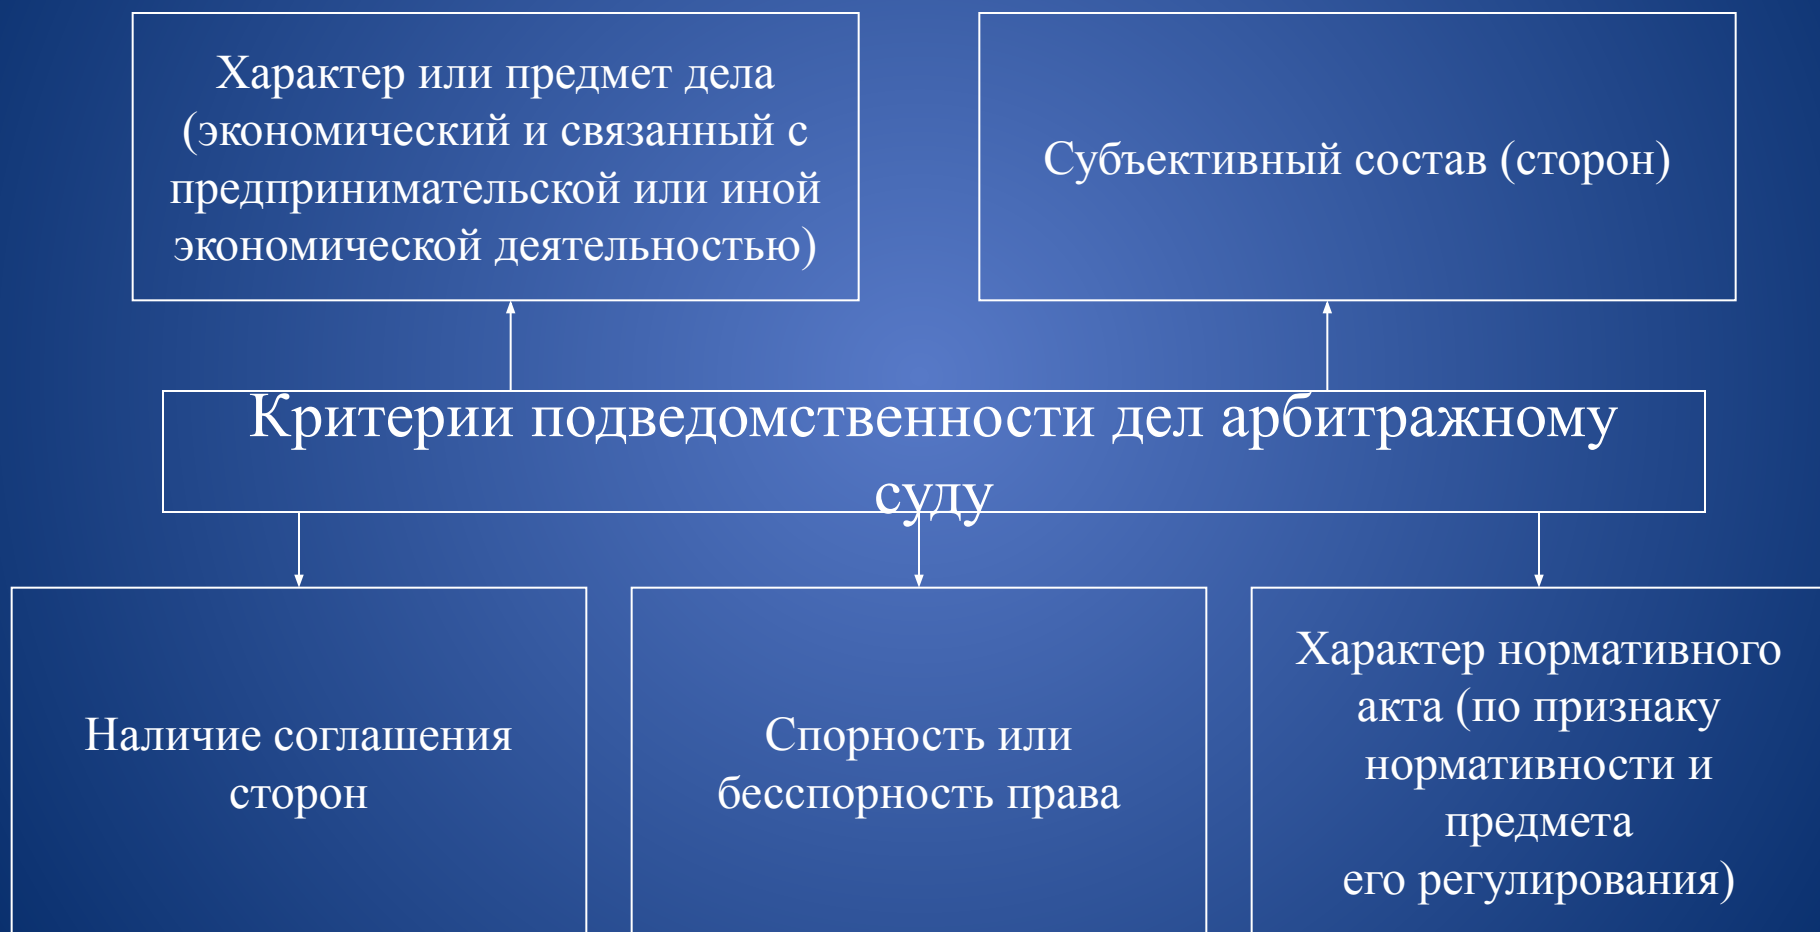 Характер или предмет дела
(экономический и связанный с
предпринимательской или иной
экономической деятельностью)
Субъективный состав (сторон)
Критерии подведомственности дел арбитражному
суду
Наличие соглашения
сторон
Спорность или
бесспорность права
Характер нормативного
акта (по признаку
нормативности и
предмета
его регулирования)